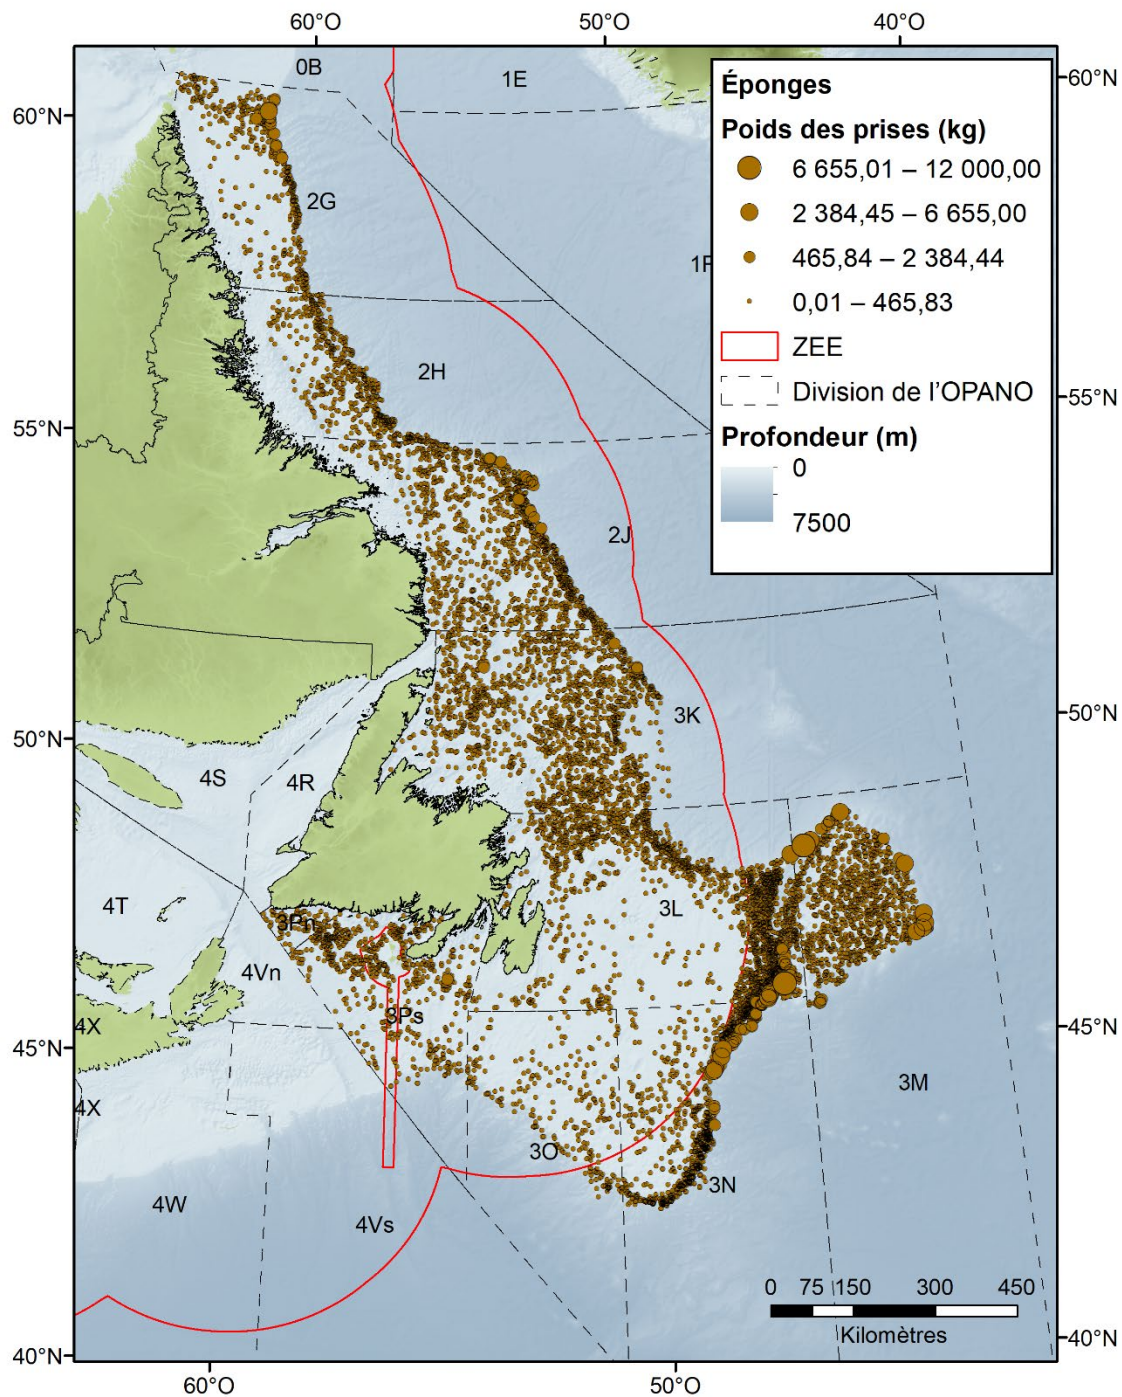 60°O 50°O 40°O
0B
1E
60°N
60°N
Éponges
Poids des prises (kg)
6 655,01 – 12 000,00
2 384,45 – 6 655,00
465,84 – 2 384,44
0,01 – 465,83
ZEE
Division de l'OPANO
Profondeur (m)
0
7500
2G
1F
2H
55°N
55°N
2J
3K
50°N
50°N
4S
4R
4T
3L
3Pn
4Vn
3Ps
4X
45°N
45°N
3M
4X
3O
3N
4W
4Vs
0 75 150 300 450
Kilomètres
40°N
40°N
60°O 50°O